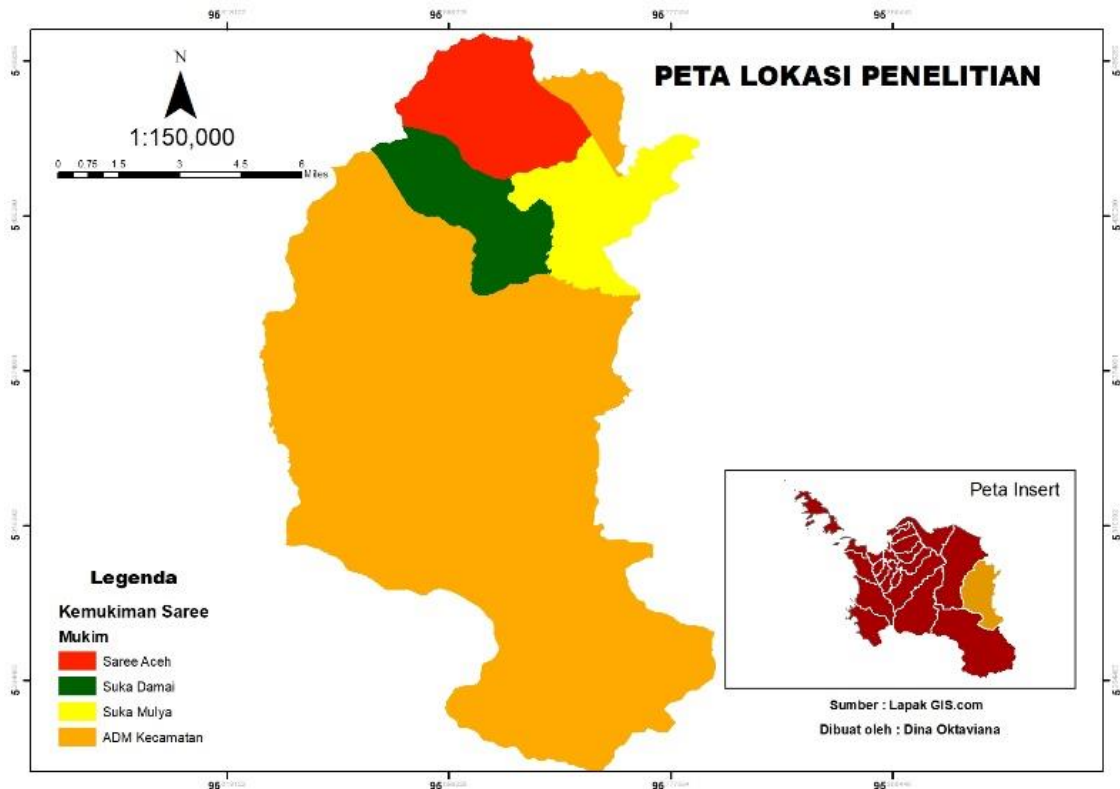 PETA LOKASI PENELITIAN
N
1:150,000
0 0.75 1.5 3 4.5 6
Miles
Peta Insert
Legenda
Kemukiman Saree
Mukim
Saree Aceh
Suka Damai
Suka Mulya
ADM Kecamatan
Sumber : Lapak GIS.com
Dibuat oleh : Dina Oktaviana